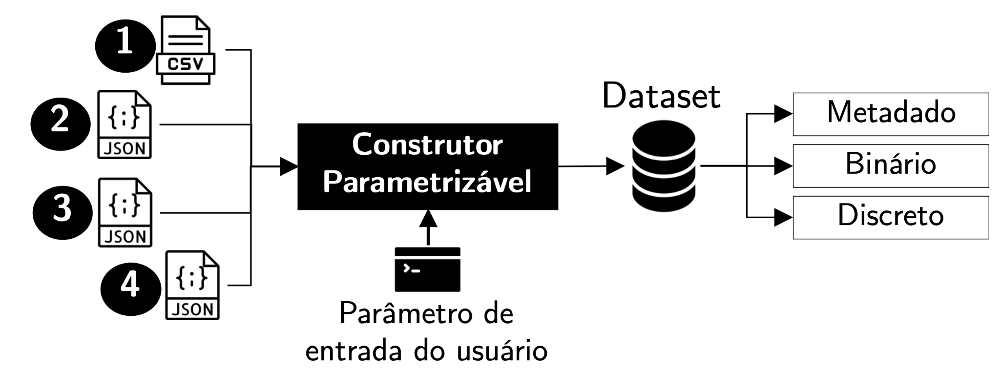 1
CSV
2
{;}
JSON
3
{;}
JSON
4
{;}
JSON
Construtor
Parametrizável
>_
Parâmetro de
entrada do usuário
Dataset
Metadado
Binário
Discreto